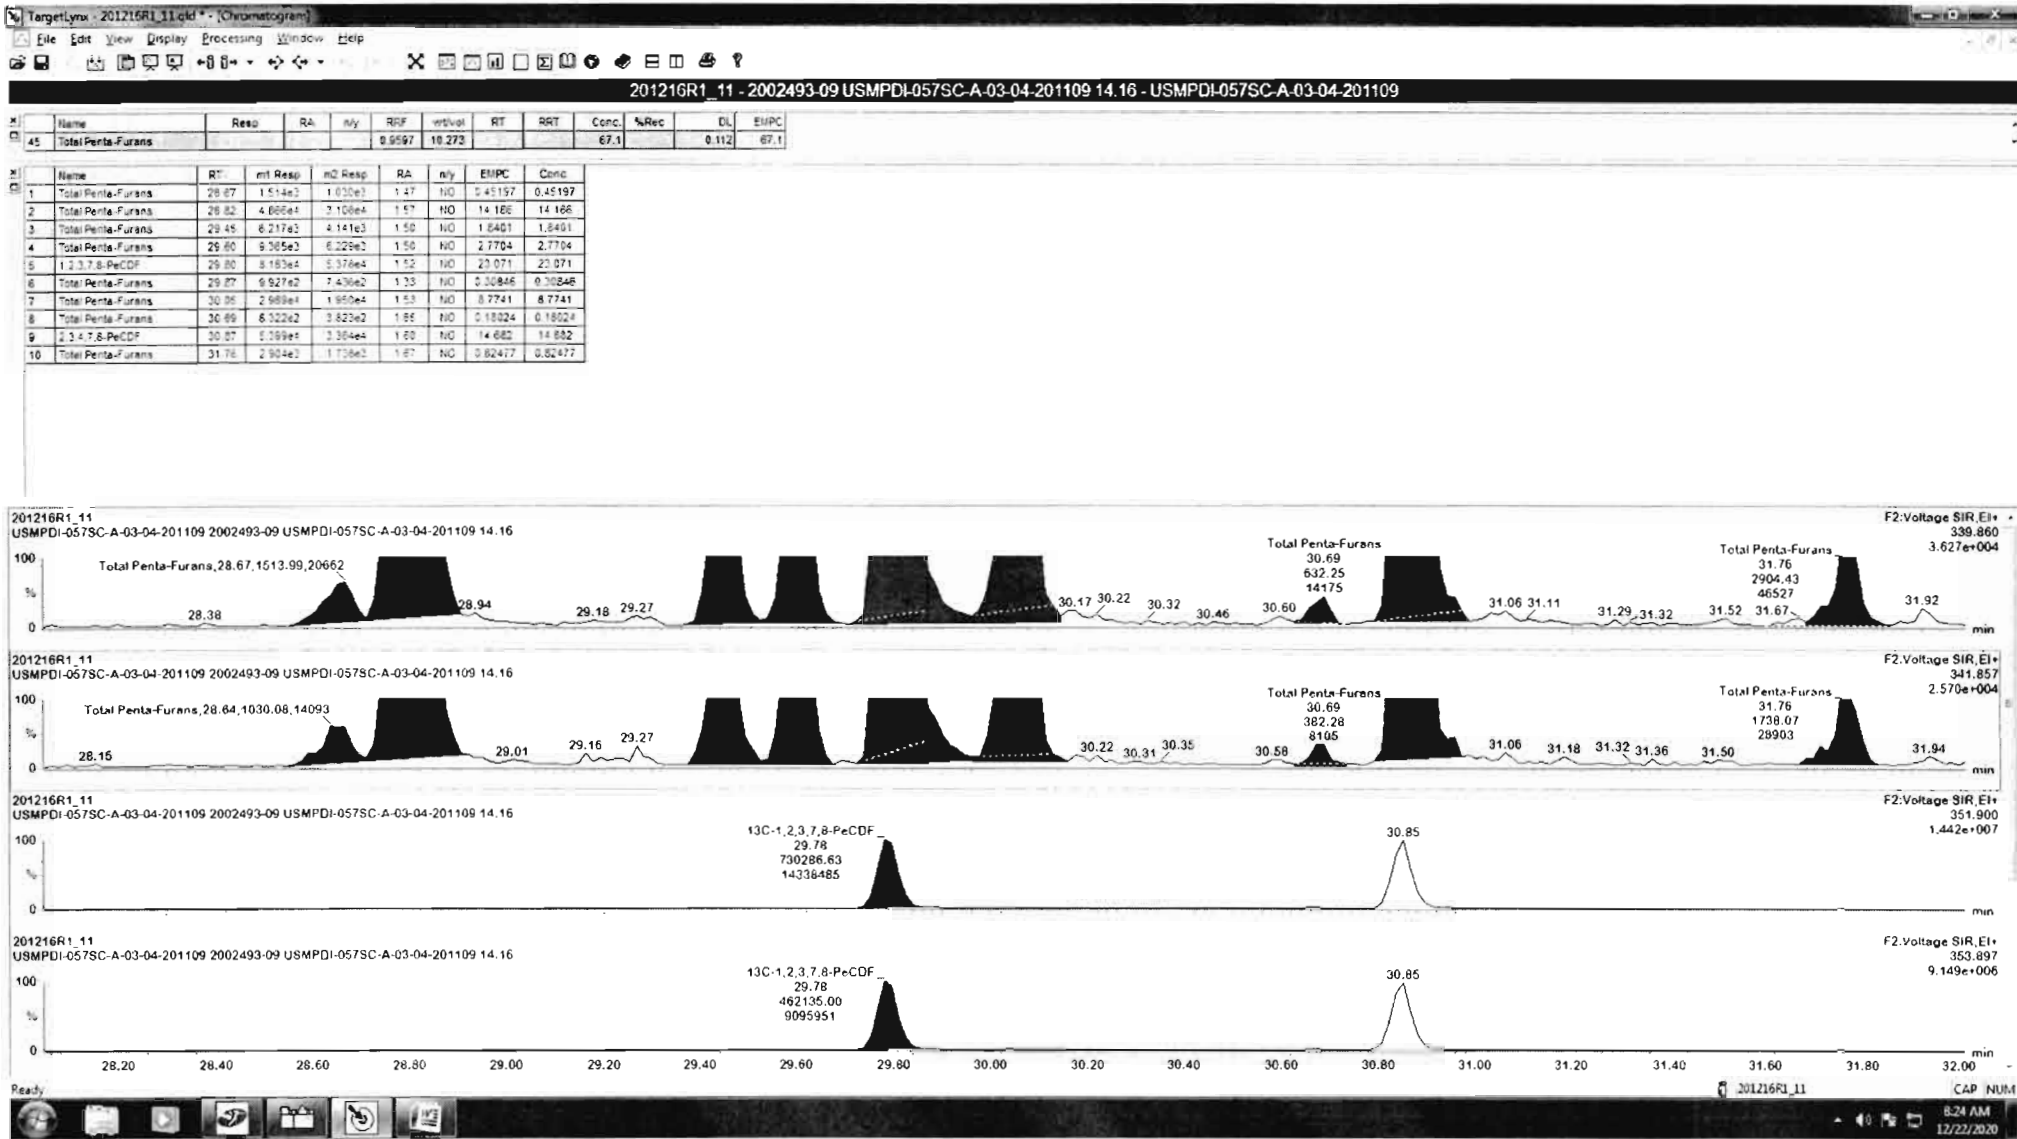 TargetLynx - 201216R1_11.qld * - [Chromatogram]
File Edit View Display Processing Window Help
201216R1_11 - 2002493-09 USMPDI-057SC-A-03-04-201109 14.16 - USMPDI-057SC-A-03-04-201109
Name Resp RA n/y RRF wt/vol RT RRT Conc. %Rec DL EMPC
45 Total Penta-Furans 0.9597 10.273 67.1 0.112 67.1
Name RT m1 Resp m2 Resp RA n/y EMPC Conc
1 Total Penta-Furans 28.67 1.514e3 1.030e3 1.47 NO 0.45197 0.45197
2 Total Penta-Furans 28.82 4.866e4 3.106e4 1.57 NO 14.166 14.166
3 Total Penta-Furans 29.45 6.217e3 4.141e3 1.50 NO 1.8401 1.8401
4 Total Penta-Furans 29.60 9.365e3 6.229e3 1.50 NO 2.7704 2.7704
5 1,2,3,7,8-PeCDF 29.80 8.183e4 5.376e4 1.52 NO 23.071 23.071
6 Total Penta-Furans 29.87 9.927e2 7.436e2 1.33 NO 0.30846 0.30846
7 Total Penta-Furans 30.06 2.989e4 1.950e4 1.53 NO 8.7741 8.7741
8 Total Penta-Furans 30.69 6.322e2 3.823e2 1.65 NO 0.18024 0.18024
9 2,3,4,7,8-PeCDF 30.87 5.399e4 3.364e4 1.60 NO 14.682 14.682
10 Total Penta-Furans 31.76 2.904e3 1.738e3 1.67 NO 0.82477 0.82477
201216R1_11
USMPDI-057SC-A-03-04-201109 2002493-09 USMPDI-057SC-A-03-04-201109 14.16
F2:Voltage SIR,EI+
339.860
3.627e+004
100
%
0
Total Penta-Furans,28.67,1513.99,20662
28.38
28.94
29.18
29.27
30.17
30.22
30.32
30.46
30.60
Total Penta-Furans
30.69
632.25
14175
31.06
31.11
31.29
31.32
31.52
31.67
Total Penta-Furans
31.76
2904.43
46527
31.92
min
201216R1_11
USMPDI-057SC-A-03-04-201109 2002493-09 USMPDI-057SC-A-03-04-201109 14.16
F2:Voltage SIR,EI+
341.857
2.570e+004
100
%
0
Total Penta-Furans,28.64,1030.08,14093
28.15
29.01
29.16
29.27
30.22
30.31
30.35
30.58
Total Penta-Furans
30.69
382.28
8105
31.06
31.18
31.32
31.36
31.50
Total Penta-Furans
31.76
1738.07
28903
31.94
min
201216R1_11
USMPDI-057SC-A-03-04-201109 2002493-09 USMPDI-057SC-A-03-04-201109 14.16
F2:Voltage SIR,EI+
351.900
1.442e+007
100
%
0
13C-1,2,3,7,8-PeCDF
29.78
730286.63
14338485
30.85
min
201216R1_11
USMPDI-057SC-A-03-04-201109 2002493-09 USMPDI-057SC-A-03-04-201109 14.16
F2:Voltage SIR,EI+
353.897
9.149e+006
100
%
0
13C-1,2,3,7,8-PeCDF
29.78
462135.00
9095951
30.85
min
28.20 28.40 28.60 28.80 29.00 29.20 29.40 29.60 29.80 30.00 30.20 30.40 30.60 30.80 31.00 31.20 31.40 31.60 31.80 32.00
Ready
201216R1_11
CAP NUM
8:24 AM
12/22/2020